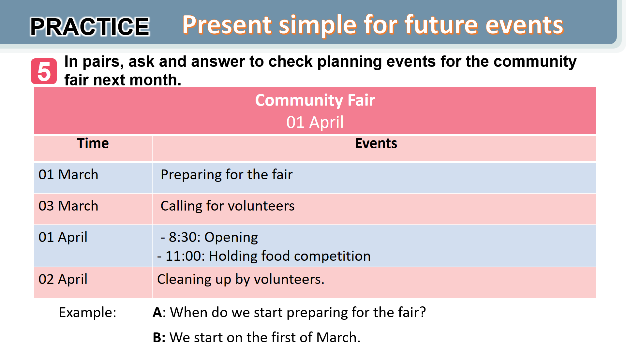 PRACTICE Present simple for future events
5 In pairs, ask and answer to check planning events for the community
fair next month.
Community Fair
01 April
Time Events
01 March Preparing for the fair
03 March Calling for volunteers
01 April - 8:30: Opening
- 11:00: Holding food competition
02 April Cleaning up by volunteers.
Example: A: When do we start preparing for the fair?
B: We start on the first of March.